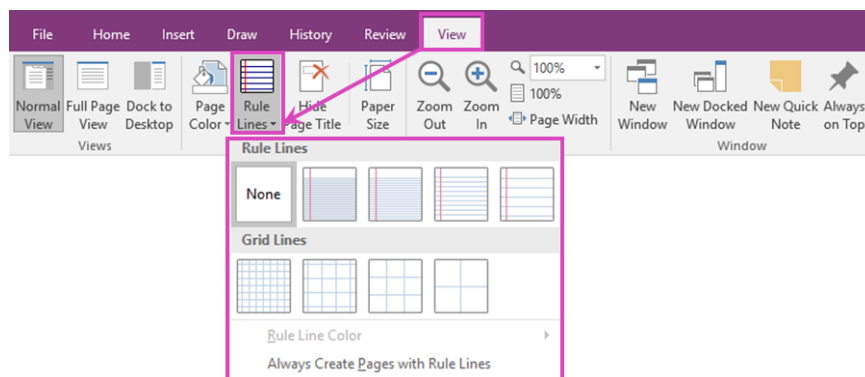 File Home Insert Draw History Review View
100%
100%
Page Width
Normal View
Full Page View
Dock to Desktop
Page Color
Rule Lines
Hide Page Title
Paper Size
Zoom Out
Zoom In
New Window
New Docked Window
New Quick Note
Always on Top
Views
Window
Rule Lines
None
Grid Lines
Rule Line Color
Always Create Pages with Rule Lines